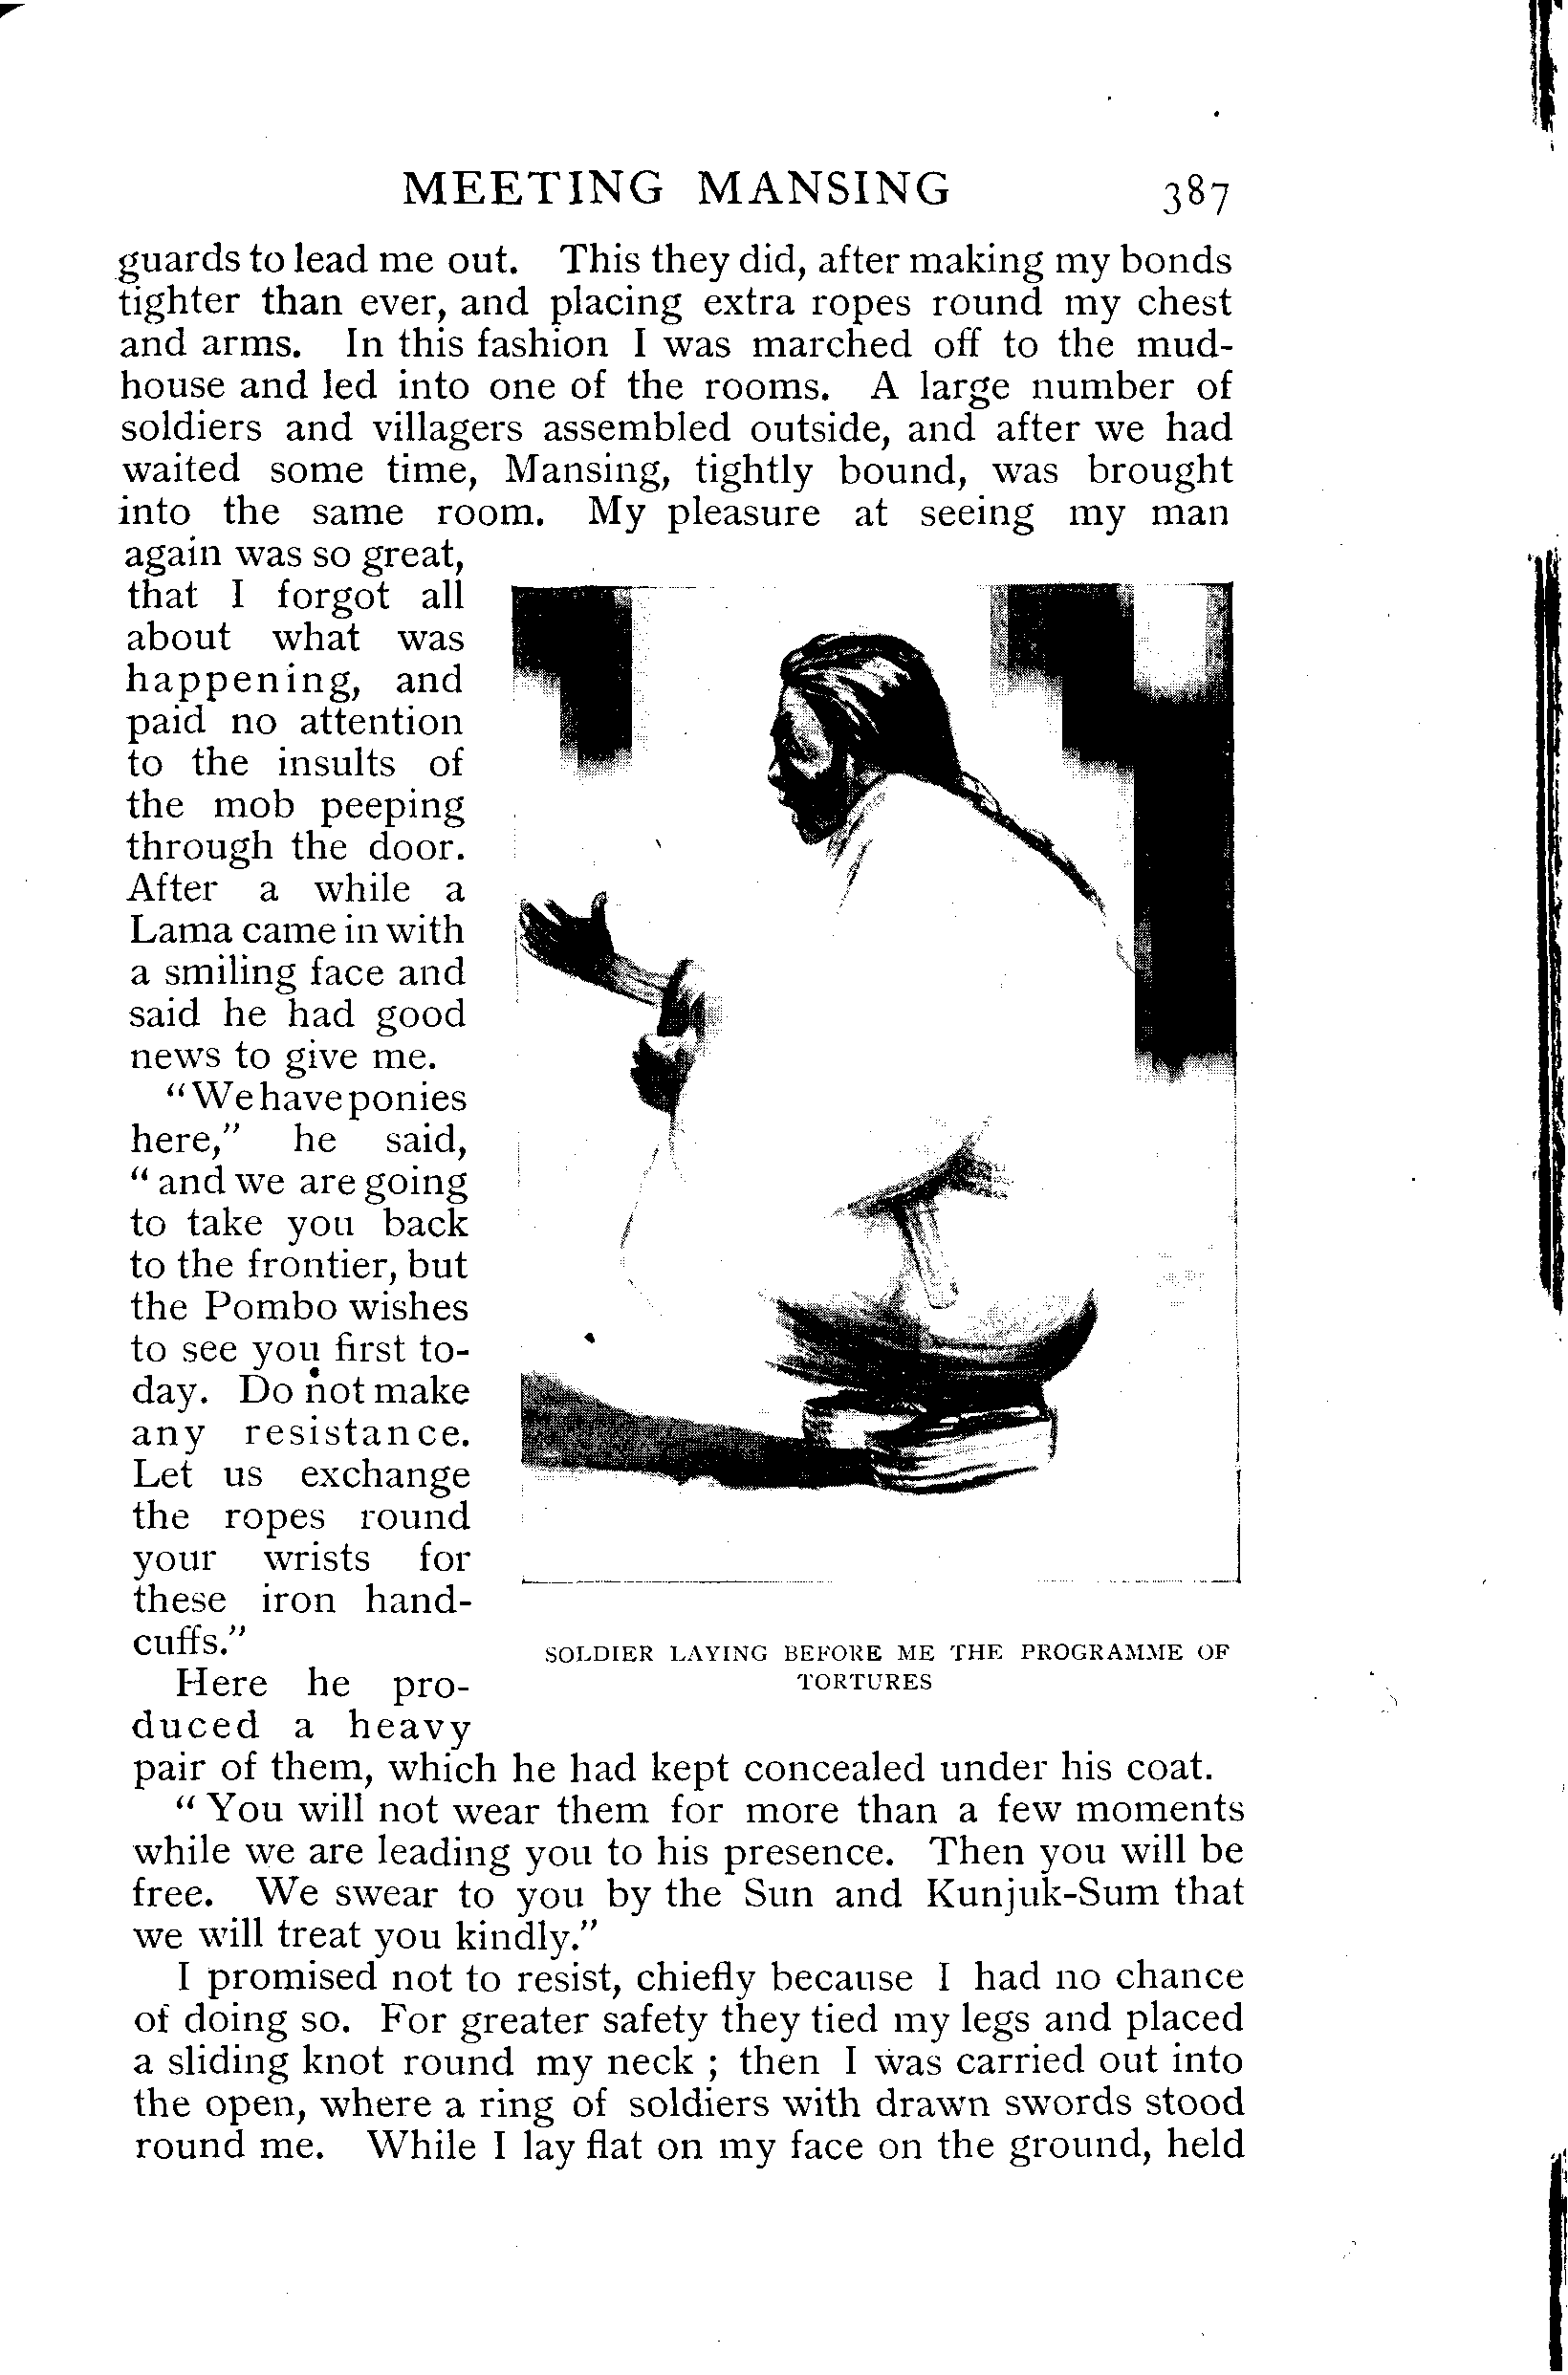 MEETING MANSING 387
guards to lead me out. This they did, after making my bonds
tighter than ever, and placing extra ropes round my chest
and arms. In this fashion I was marched off to the mud-
house and led into one of the rooms. A large number of
soldiers and villagers assembled outside, and after we had
waited some time, Mansing, tightly bound, was brought
into the same room. My pleasure at seeing my man
again was so great,
that I forgot all
about what was
happening, and
paid no attention
to the insults of
the mob peeping
through the door.
After a while a
Lama came in with
a smiling face and
said he had good
news to give me.
“We have ponies
here,” he said,
“and we are going
to take you back
to the frontier, but
the Pombo wishes
to see you first to-
day. Do not make
any resistance.
Let us exchange
the ropes round
your wrists for
these iron hand-
cuffs.”
Here he pro-
duced a heavy
SOLDIER LAYING BEFORE ME THE PROGRAMME OF
TORTURES
pair of them, which he had kept concealed under his coat.
“You will not wear them for more than a few moments
while we are leading you to his presence. Then you will be
free. We swear to you by the Sun and Kunjuk-Sum that
we will treat you kindly.”
I promised not to resist, chiefly because I had no chance
of doing so. For greater safety they tied my legs and placed
a sliding knot round my neck ; then I was carried out into
the open, where a ring of soldiers with drawn swords stood
round me. While I lay flat on my face on the ground, held